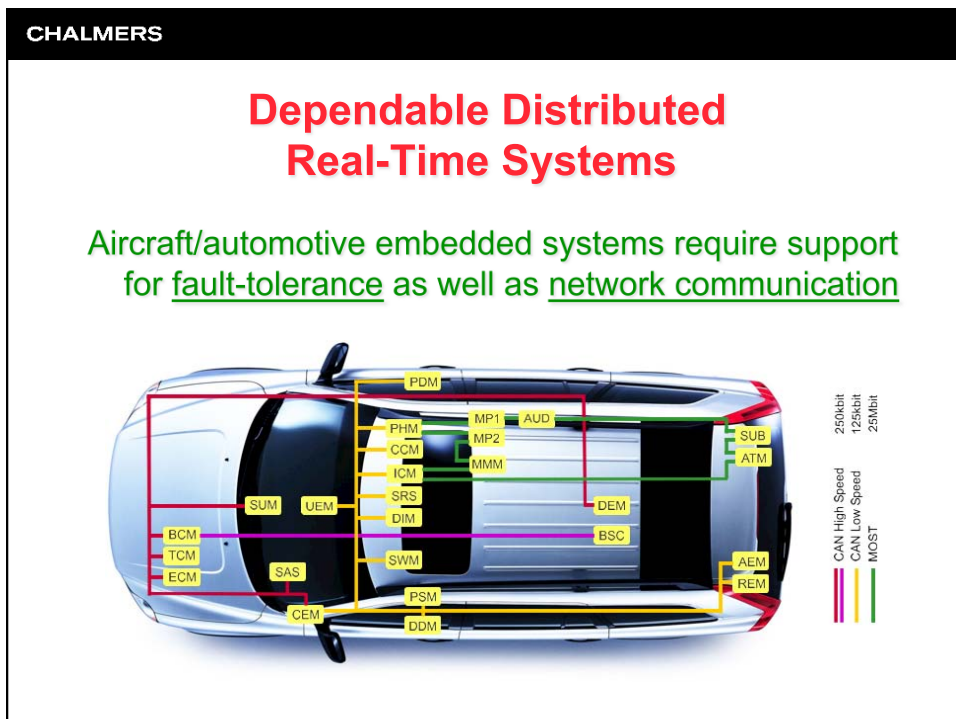 CHALMERS
Dependable Distributed
Real-Time Systems
Aircraft/automotive embedded systems require support
for fault-tolerance as well as network communication
PDM
MP1
AUD
PHM
MP2
SUB
CCM
ATM
MMM
ICM
SRS
SUM
UEM
DEM
DIM
BCM
BSC
TCM
SWM
AEM
SAS
ECM
REM
PSM
CEM
DDM
CAN High Speed 250kbit
CAN Low Speed 125kbit
MOST 25Mbit